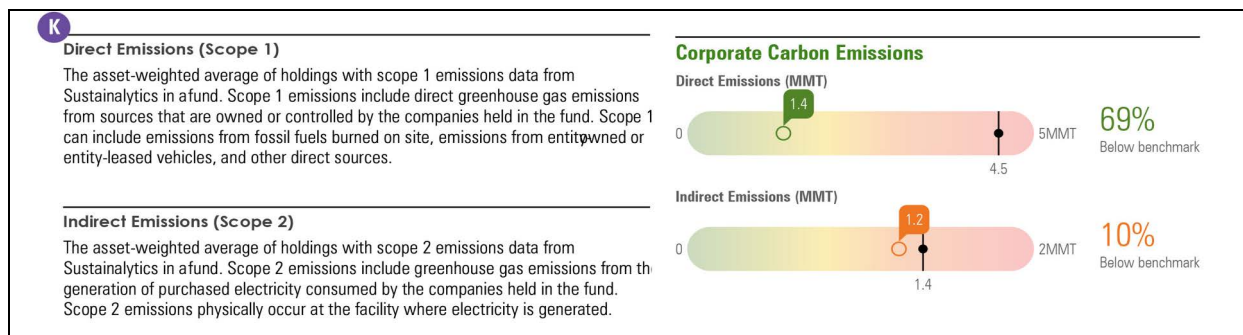 K
Direct Emissions (Scope 1)
The asset-weighted average of holdings with scope 1 emissions data from
Sustainalytics in afund. Scope 1 emissions include direct greenhouse gas emissions
from sources that are owned or controlled by the companies held in the fund. Scope 1
can include emissions from fossil fuels burned on site, emissions from entity-owned or
entity-leased vehicles, and other direct sources.
Indirect Emissions (Scope 2)
The asset-weighted average of holdings with scope 2 emissions data from
Sustainalytics in afund. Scope 2 emissions include greenhouse gas emissions from th
generation of purchased electricity consumed by the companies held in the fund.
Scope 2 emissions physically occur at the facility where electricity is generated.
Corporate Carbon Emissions
Direct Emissions (MMT)
1.4
0
5MMT
4.5
69%
Below benchmark
Indirect Emissions (MMT)
1.2
0
2MMT
1.4
10%
Below benchmark